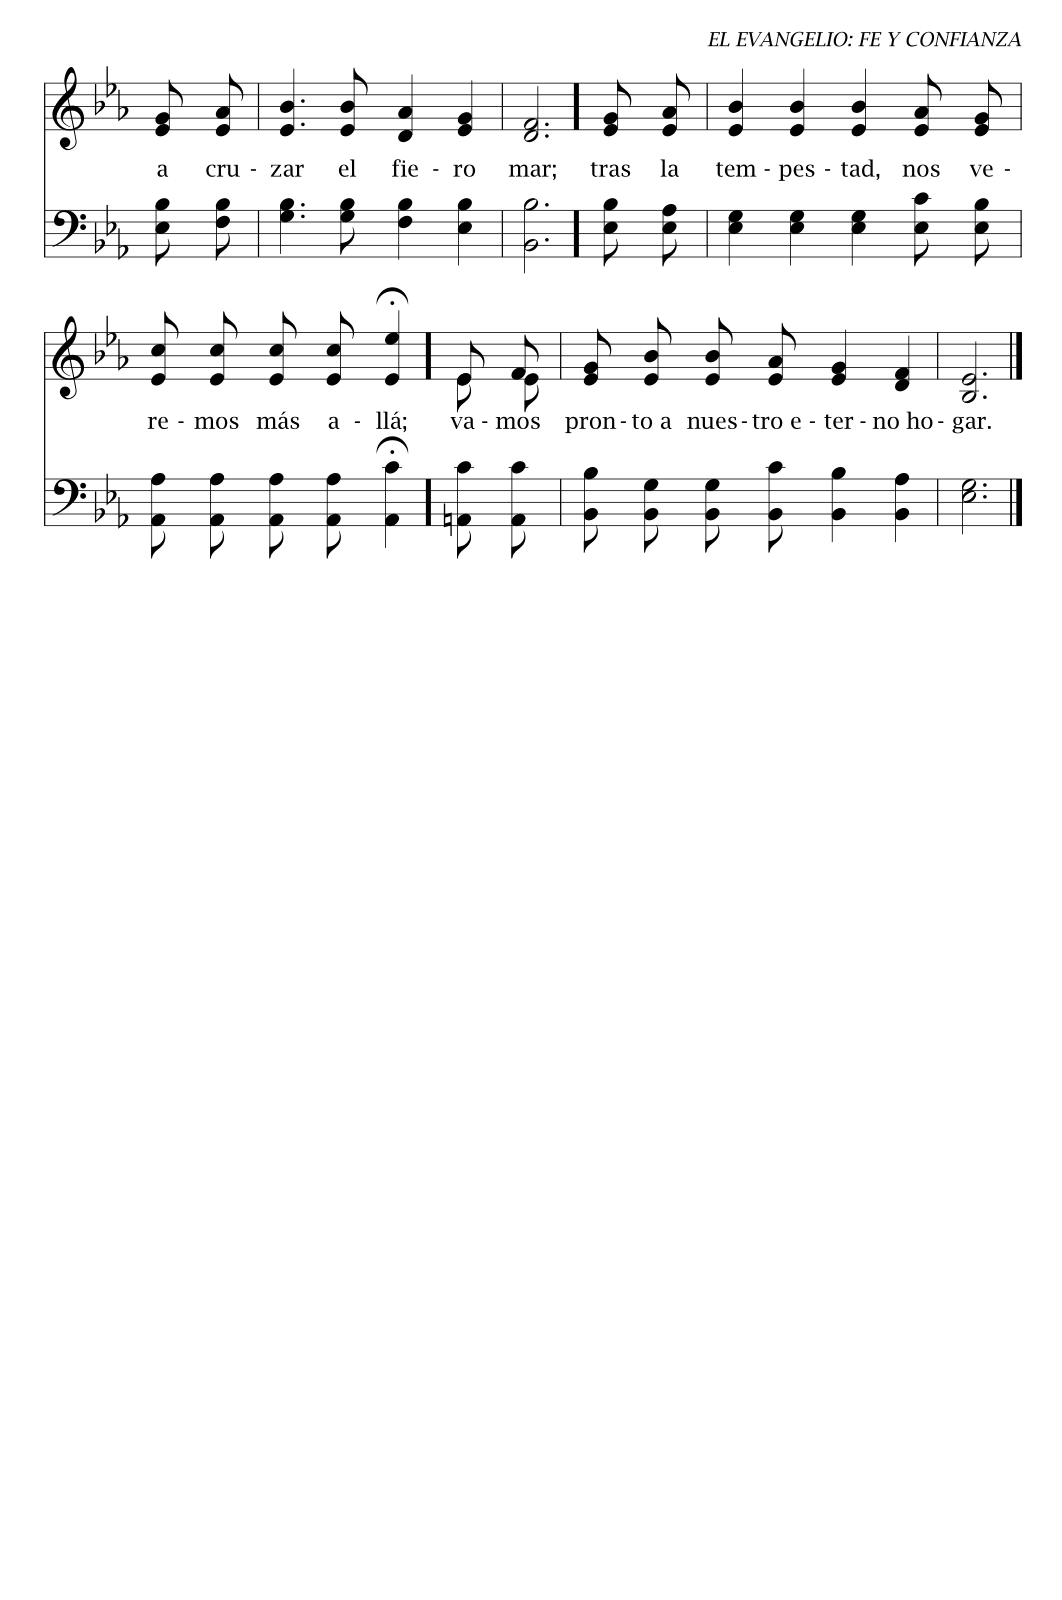 EL EVANGELIO: FE Y CONFIANZA
a cru - zar el fie - ro mar; tras la tem - pes - tad, nos ve -
re - mos más a - llá; va - mos pron - to a nues - tro e - ter - no ho - gar.